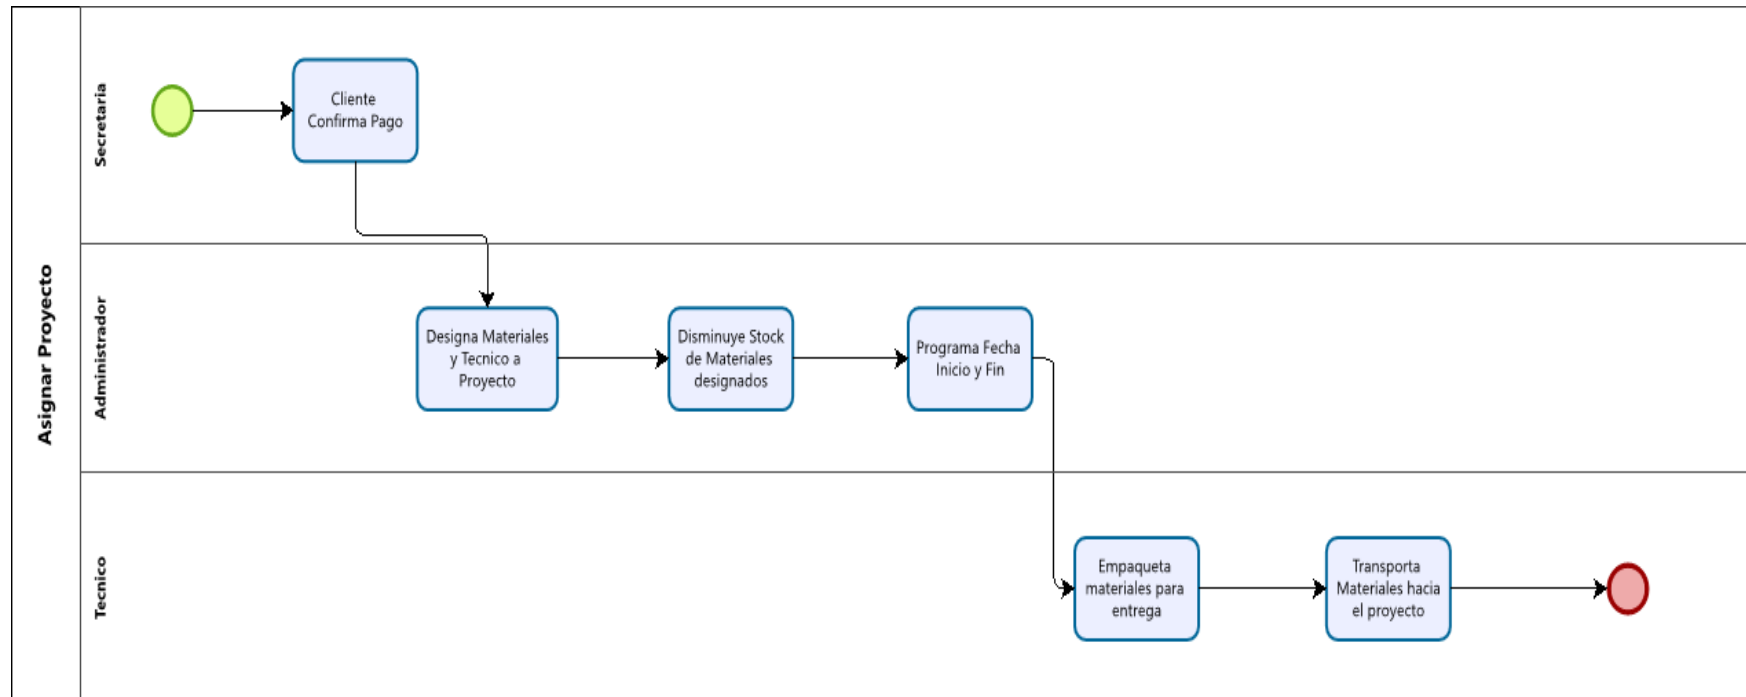 Asignar Proyecto
Secretaria
Cliente
Confirma Pago
Administrador
Designa Materiales
y Tecnico a
Proyecto
Disminuye Stock
de Materiales
designados
Programa Fecha
Inicio y Fin
Tecnico
Empaqueta
materiales para
entrega
Transporta
Materiales hacia
el proyecto